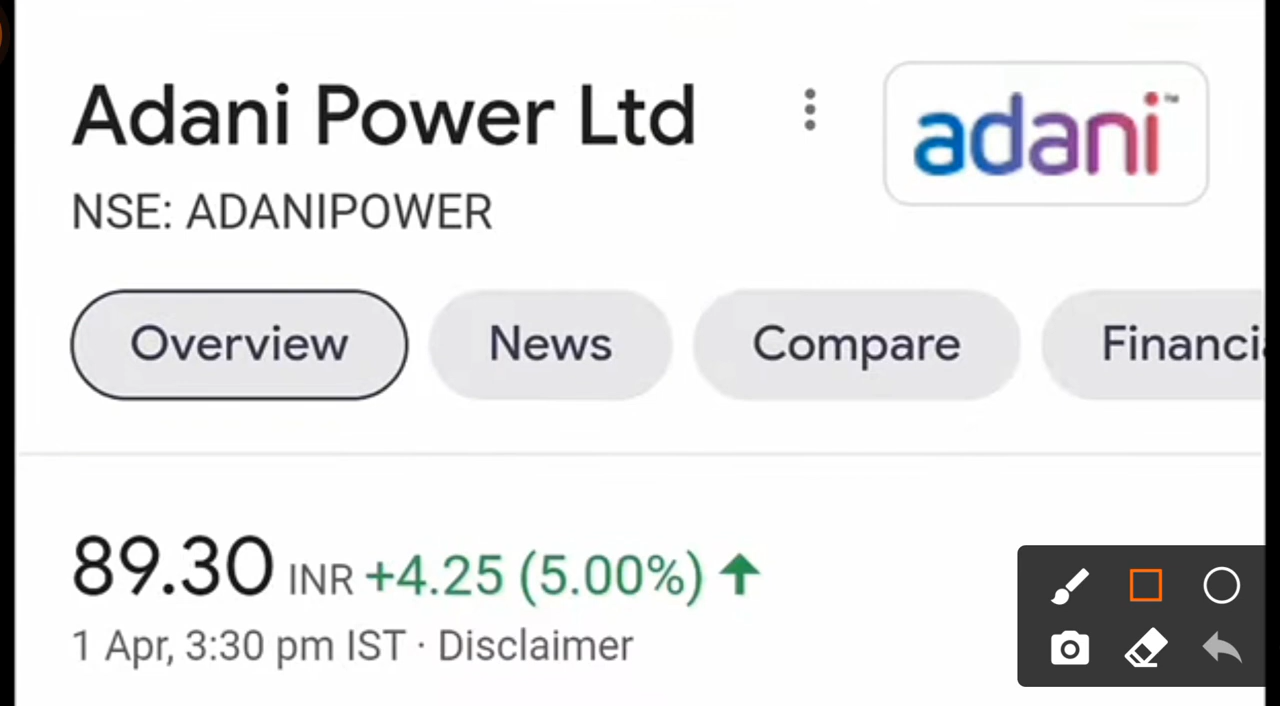 Adani Power Ltd
adani™
NSE: ADANIPOWER
Overview News Compare Financi
89.30 INR +4.25 (5.00%)
1 Apr, 3:30 pm IST · Disclaimer